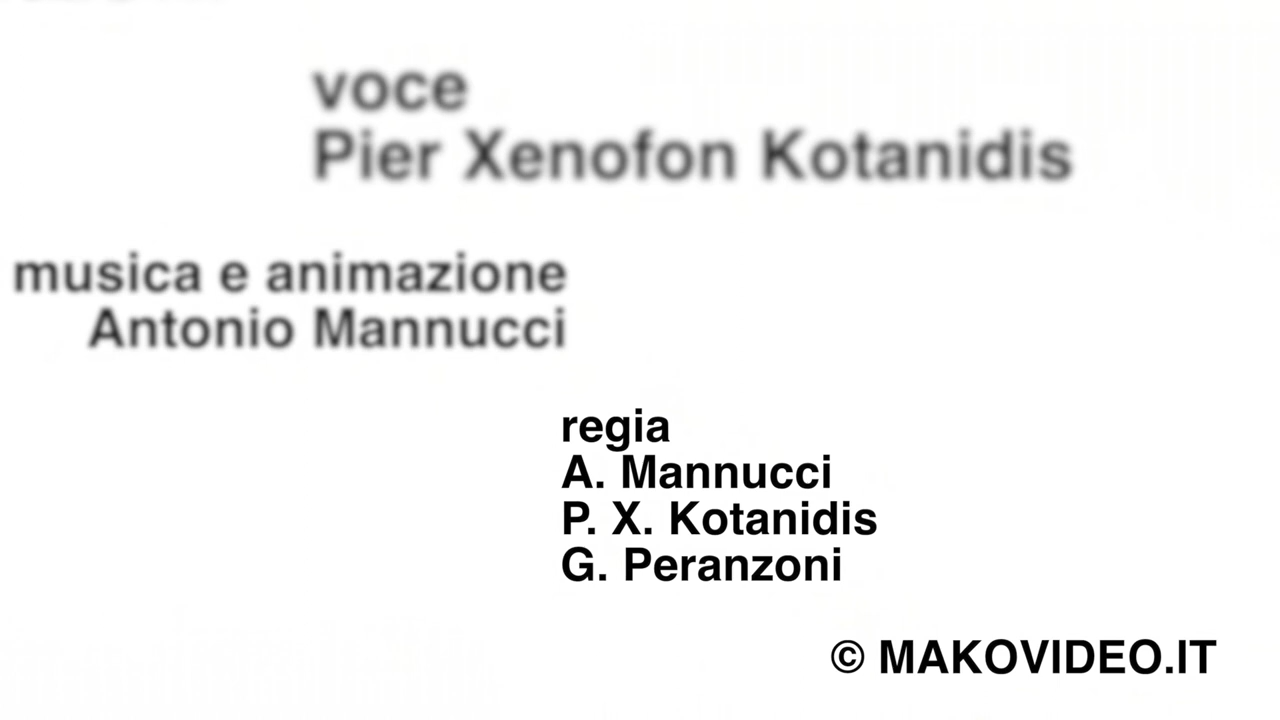 voce
Pier Xenofon Kotanidis
musica e animazione
Antonio Mannucci
regia
A. Mannucci
P. X. Kotanidis
G. Peranzoni
© MAKOVIDEO.IT